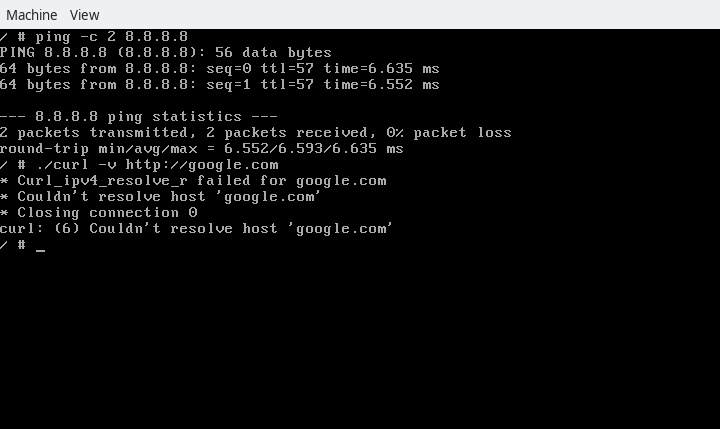 Machine View
/ # ping -c 2 8.8.8.8
PING 8.8.8.8 (8.8.8.8): 56 data bytes
64 bytes from 8.8.8.8: seq=0 ttl=57 time=6.635 ms
64 bytes from 8.8.8.8: seq=1 ttl=57 time=6.552 ms
--- 8.8.8.8 ping statistics ---
2 packets transmitted, 2 packets received, 0% packet loss
round-trip min/avg/max = 6.552/6.593/6.635 ms
/ # ./curl -v http://google.com
* Curl_ipv4_resolve_r failed for google.com
* Couldn't resolve host 'google.com'
* Closing connection 0
curl: (6) Couldn't resolve host 'google.com'
/ # _